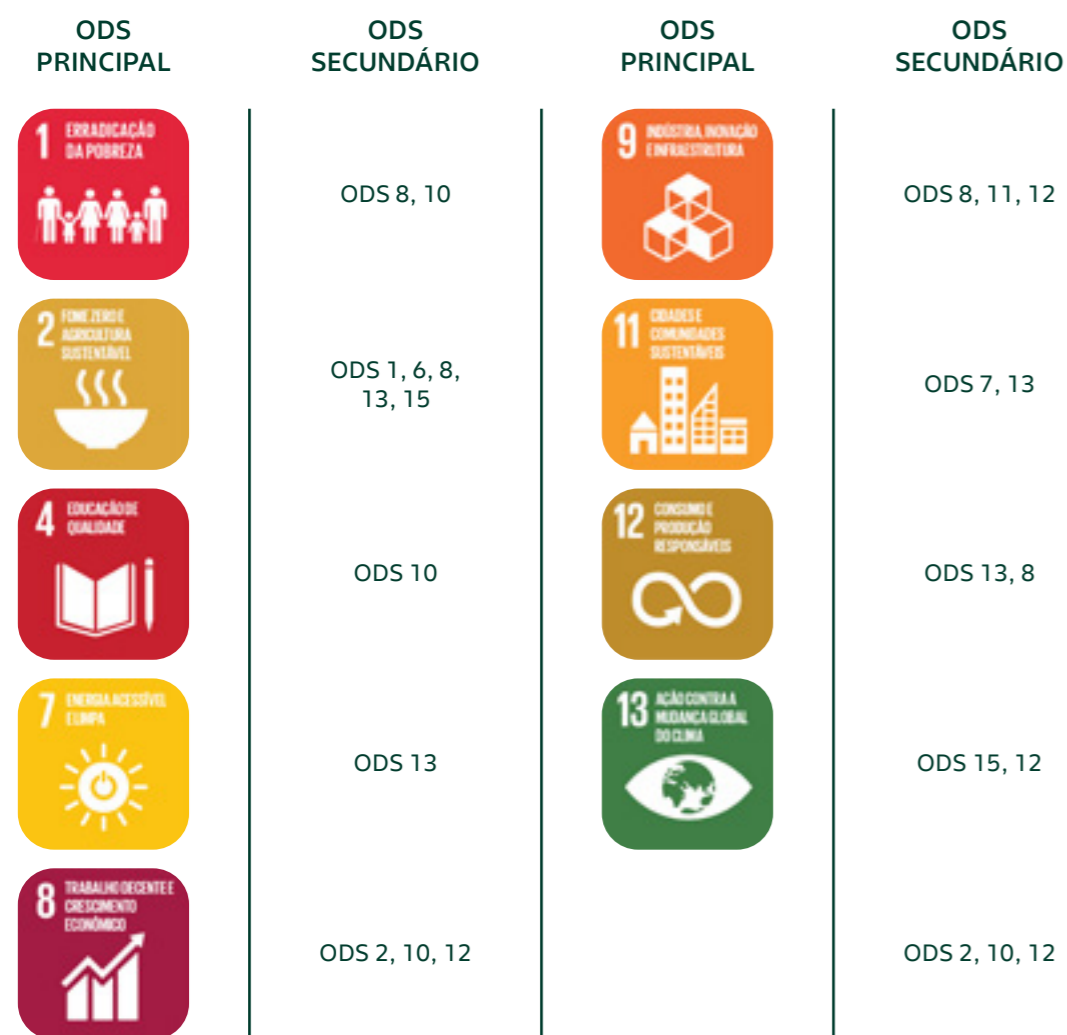 ODS
PRINCIPAL
ODS
SECUNDÁRIO
ODS
PRINCIPAL
ODS
SECUNDÁRIO
1 ERRADICAÇÃO
DA POBREZA
ODS 8, 10
9 INDÚSTRIA, INOVAÇÃO
E INFRAESTRUTURA
ODS 8, 11, 12
2 FOME ZERO E
AGRICULTURA
SUSTENTÁVEL
ODS 1, 6, 8,
13, 15
11 CIDADES E
COMUNIDADES
SUSTENTÁVEIS
ODS 7, 13
4 EDUCAÇÃO DE
QUALIDADE
ODS 10
12 CONSUMO E
PRODUÇÃO
RESPONSÁVEIS
ODS 13, 8
7 ENERGIA ACESSÍVEL
E LIMPA
ODS 13
13 AÇÃO CONTRA A
MUDANÇA GLOBAL
DO CLIMA
ODS 15, 12
8 TRABALHO DECENTE E
CRESCIMENTO
ECONÔMICO
ODS 2, 10, 12
ODS 2, 10, 12